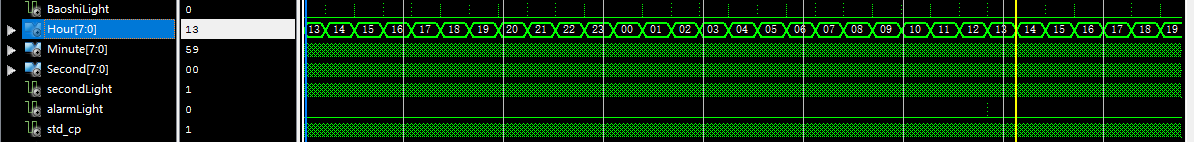 BaoshiLight 0
Hour[7:0] 13 13 14 15 16 17 18 19 20 21 22 23 00 01 02 03 04 05 06 07 08 09 10 11 12 13 14 15 16 17 18 19
Minute[7:0] 59
Second[7:0] 00
secondLight 1
alarmLight 0
std_cp 1